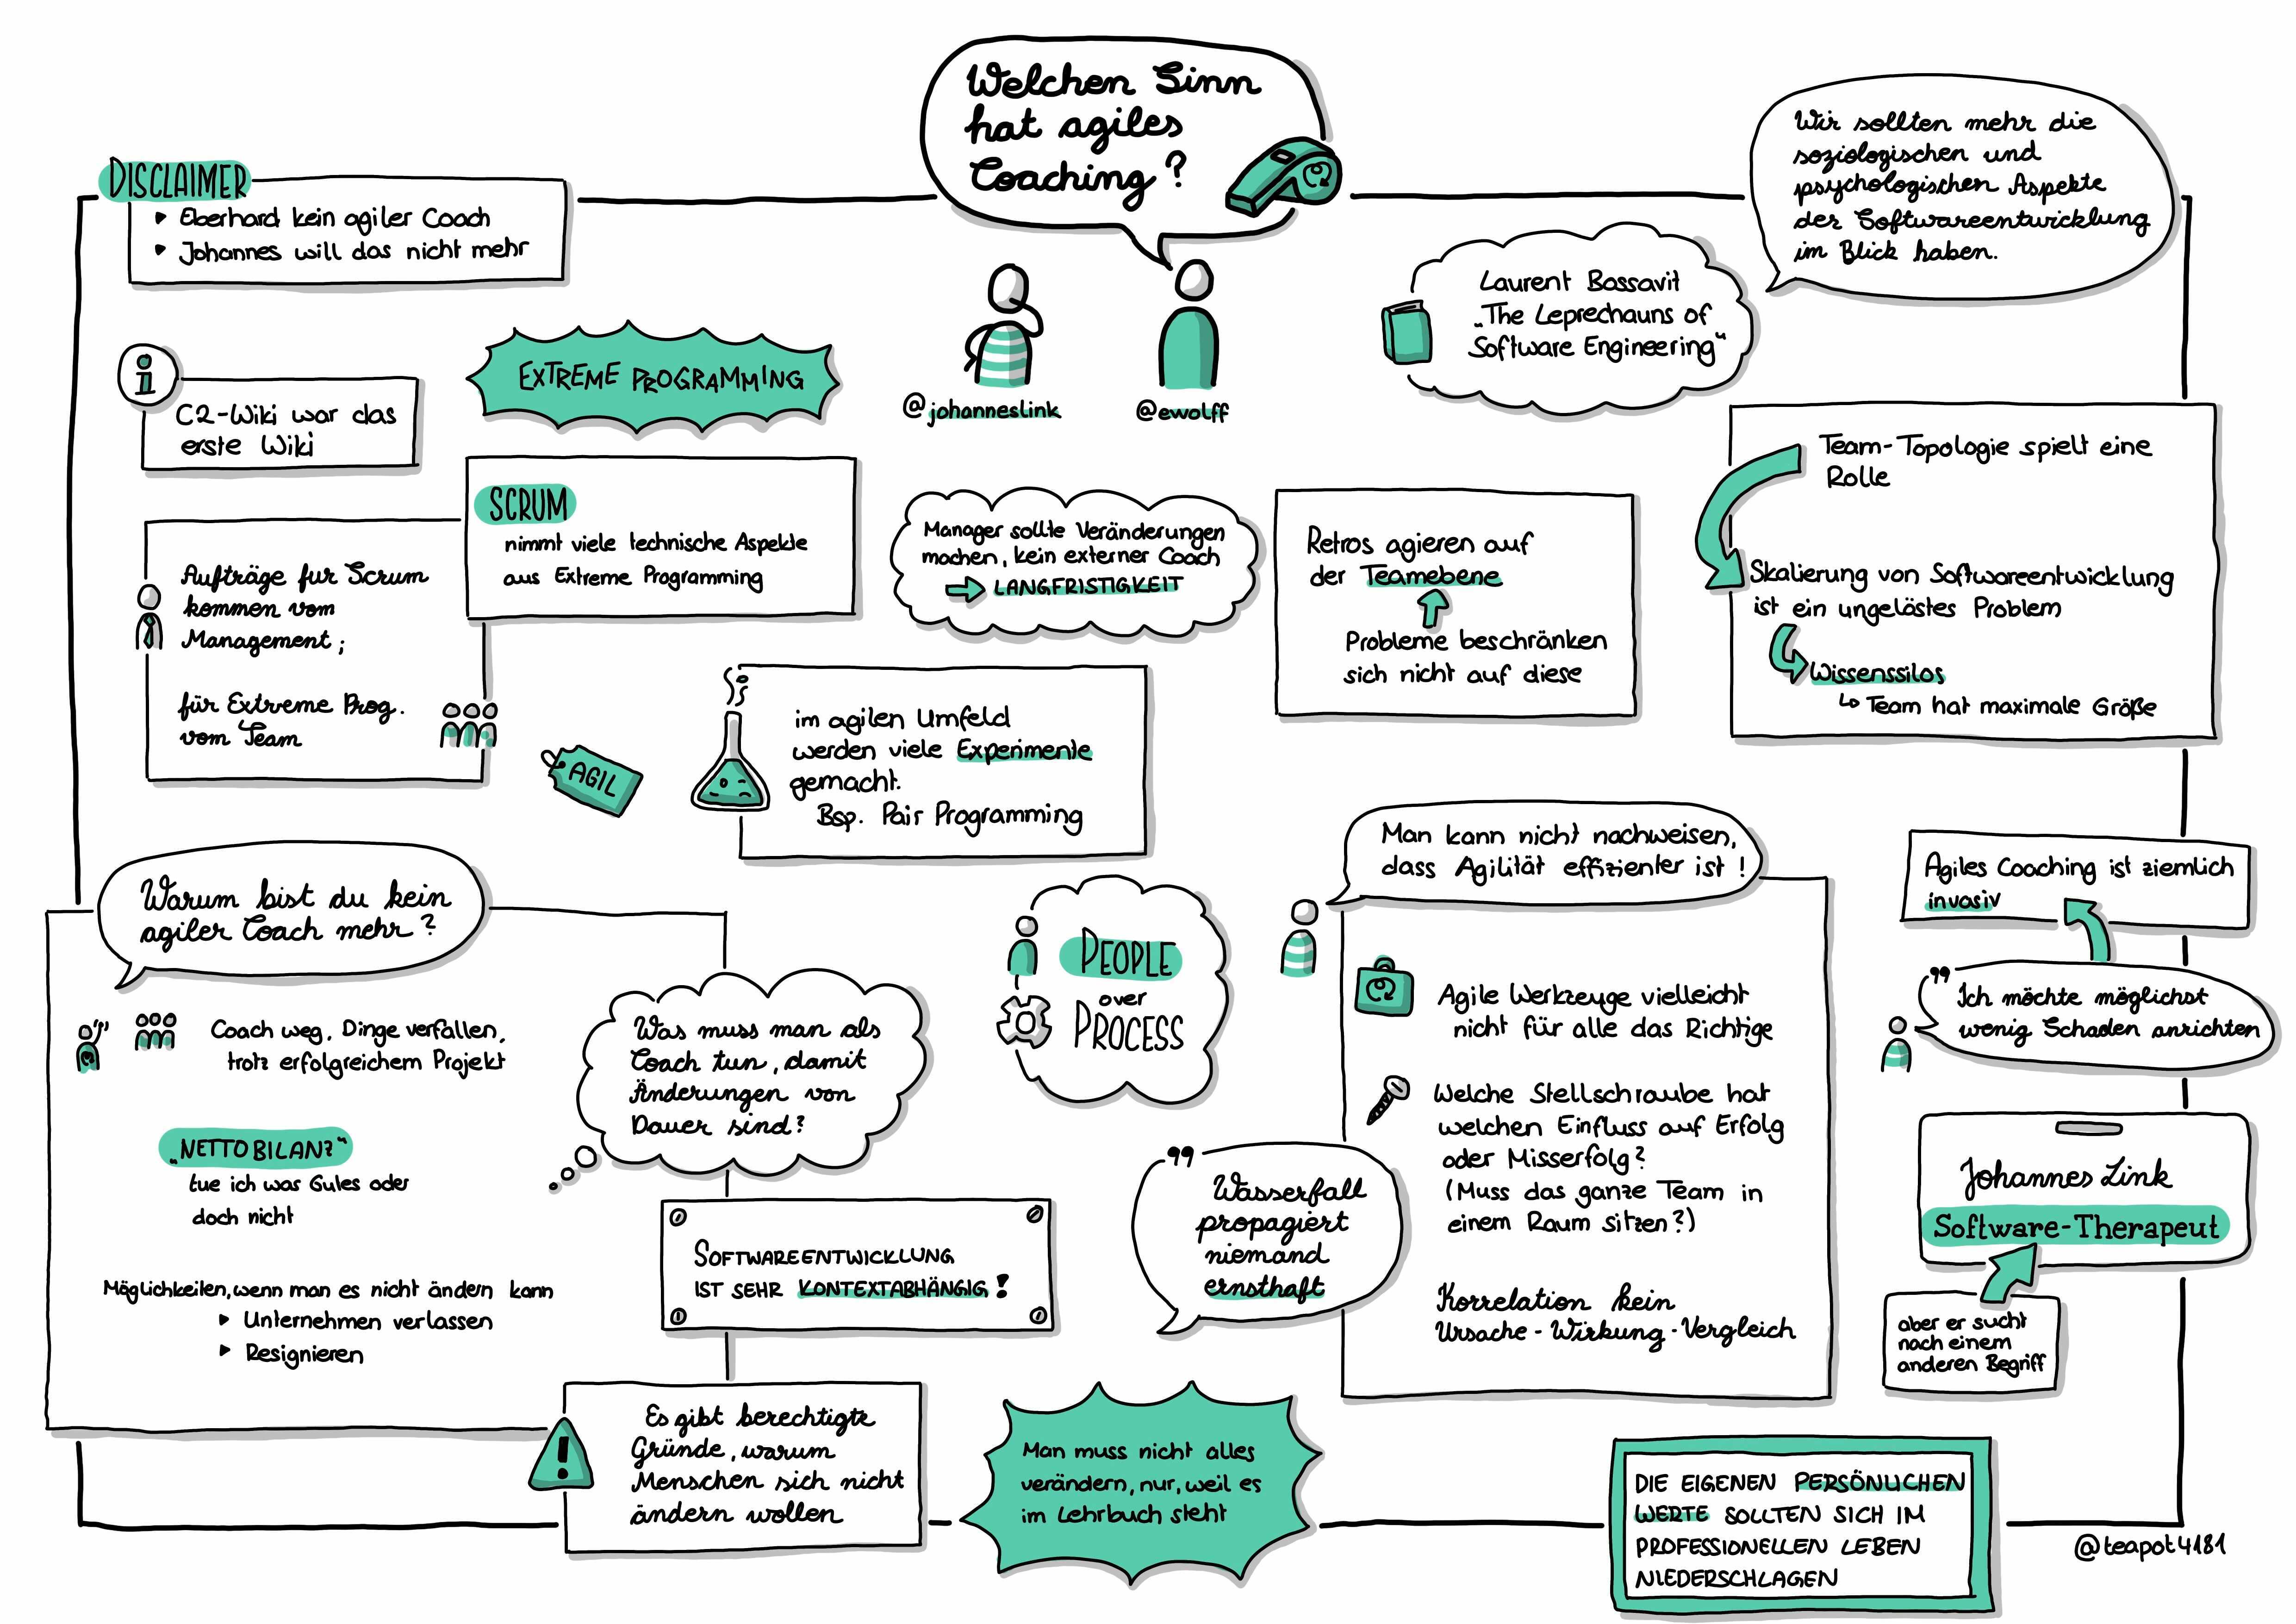 Welchen Sinn
hat agiles
Coaching?
@johanneslink
@ewolff
DISCLAIMER
▸ Eberhard kein agiler Coach
▸ Johannes will das nicht mehr
i
C2-Wiki war das
erste Wiki
EXTREME PROGRAMMING
SCRUM
nimmt viele technische Aspekte
aus Extreme Programming
Aufträge fur Scrum
kommen vom
Management;
für Extreme Prog.
vom Team
AGIL
Manager sollte Veränderungen
machen, kein externer Coach
→ LANGFRISTIGKEIT
im agilen Umfeld
werden viele Experimente
gemacht.
Bsp. Pair Programming
Retros agieren auf
der Teamebene
Probleme beschränken
sich nicht auf diese
Laurent Bossavit
„The Leprechauns of
Software Engineering“
Wir sollten mehr die
soziologischen und
psychologischen Aspekte
der Softwareentwicklung
im Blick haben.
Team-Topologie spielt eine
Rolle
Skalierung von Softwareentwicklung
ist ein ungelöstes Problem
Wissenssilos
↳ Team hat maximale Größe
Warum bist du kein
agiler Coach mehr?
Coach weg, Dinge verfallen,
trotz erfolgreichem Projekt
„NETTOBILANZ“
tue ich was Gutes oder
doch nicht
Möglichkeiten, wenn man es nicht ändern kann
▸ Unternehmen verlassen
▸ Resignieren
Was muss man als
Coach tun, damit
Änderungen von
Dauer sind?
SOFTWAREENTWICKLUNG
IST SEHR KONTEXTABHÄNGIG!
!
Es gibt berechtigte
Gründe, warum
Menschen sich nicht
ändern wollen
PEOPLE
over
PROCESS
Man kann nicht nachweisen,
dass Agilität effizienter ist!
Agile Werkzeuge vielleicht
nicht für alle das Richtige
Welche Stellschraube hat
welchen Einfluss auf Erfolg
oder Misserfolg?
(Muss das ganze Team in
einem Raum sitzen?)
Korrelation kein
Ursache-Wirkung-Vergleich
Wasserfall
propagiert
niemand
ernsthaft
Man muss nicht alles
verändern, nur, weil es
im Lehrbuch steht
Agiles Coaching ist ziemlich
invasiv
Ich möchte möglichst
wenig Schaden anrichten
Johannes Link
Software-Therapeut
aber er sucht
nach einem
anderen Begriff
DIE EIGENEN PERSÖNLICHEN
WERTE SOLLTEN SICH IM
PROFESSIONELLEN LEBEN
NIEDERSCHLAGEN
@teapot4181